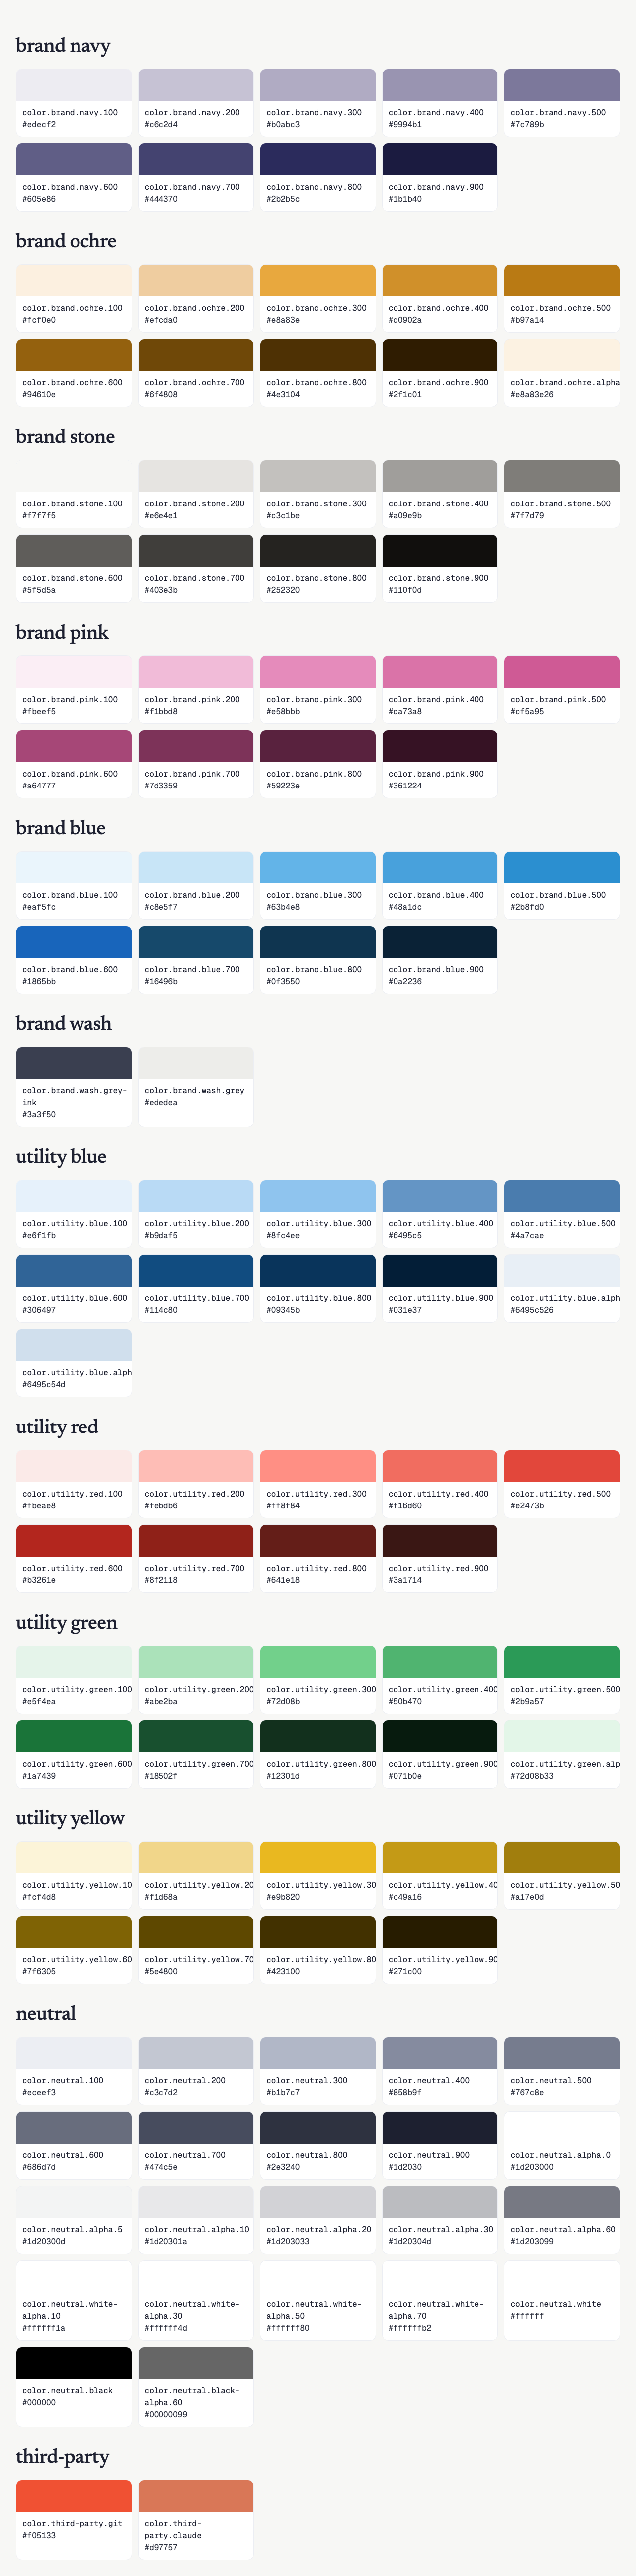 brand navy
color.brand.navy.100
#edecf2
color.brand.navy.200
#c6c2d4
color.brand.navy.300
#b0abc3
color.brand.navy.400
#9994b1
color.brand.navy.500
#7c789b
color.brand.navy.600
#605e86
color.brand.navy.700
#444370
color.brand.navy.800
#2b2b5c
color.brand.navy.900
#1b1b40
brand ochre
color.brand.ochre.100
#fcf0e0
color.brand.ochre.200
#efcda0
color.brand.ochre.300
#e8a83e
color.brand.ochre.400
#d0902a
color.brand.ochre.500
#b97a14
color.brand.ochre.600
#94610e
color.brand.ochre.700
#6f4808
color.brand.ochre.800
#4e3104
color.brand.ochre.900
#2f1c01
color.brand.ochre.alpha
#e8a83e26
brand stone
color.brand.stone.100
#f7f7f5
color.brand.stone.200
#e6e4e1
color.brand.stone.300
#c3c1be
color.brand.stone.400
#a09e9b
color.brand.stone.500
#7f7d79
color.brand.stone.600
#5f5d5a
color.brand.stone.700
#403e3b
color.brand.stone.800
#252320
color.brand.stone.900
#110f0d
brand pink
color.brand.pink.100
#fbeef5
color.brand.pink.200
#f1bbd8
color.brand.pink.300
#e58bbb
color.brand.pink.400
#da73a8
color.brand.pink.500
#cf5a95
color.brand.pink.600
#a64777
color.brand.pink.700
#7d3359
color.brand.pink.800
#59223e
color.brand.pink.900
#361224
brand blue
color.brand.blue.100
#eaf5fc
color.brand.blue.200
#c8e5f7
color.brand.blue.300
#63b4e8
color.brand.blue.400
#48a1dc
color.brand.blue.500
#2b8fd0
color.brand.blue.600
#1865bb
color.brand.blue.700
#16496b
color.brand.blue.800
#0f3550
color.brand.blue.900
#0a2236
brand wash
color.brand.wash.grey-
ink
#3a3f50
color.brand.wash.grey
#ededea
utility blue
color.utility.blue.100
#e6f1fb
color.utility.blue.200
#b9daf5
color.utility.blue.300
#8fc4ee
color.utility.blue.400
#6495c5
color.utility.blue.500
#4a7cae
color.utility.blue.600
#306497
color.utility.blue.700
#114c80
color.utility.blue.800
#09345b
color.utility.blue.900
#031e37
color.utility.blue.alph
#6495c526
color.utility.blue.alph
#6495c54d
utility red
color.utility.red.100
#fbeae8
color.utility.red.200
#febdb6
color.utility.red.300
#ff8f84
color.utility.red.400
#f16d60
color.utility.red.500
#e2473b
color.utility.red.600
#b3261e
color.utility.red.700
#8f2118
color.utility.red.800
#641e18
color.utility.red.900
#3a1714
utility green
color.utility.green.100
#e5f4ea
color.utility.green.200
#abe2ba
color.utility.green.300
#72d08b
color.utility.green.400
#50b470
color.utility.green.500
#2b9a57
color.utility.green.600
#1a7439
color.utility.green.700
#18502f
color.utility.green.800
#12301d
color.utility.green.900
#071b0e
color.utility.green.alp
#72d08b33
utility yellow
color.utility.yellow.10
#fcf4d8
color.utility.yellow.20
#f1d68a
color.utility.yellow.30
#e9b820
color.utility.yellow.40
#c49a16
color.utility.yellow.50
#a17e0d
color.utility.yellow.60
#7f6305
color.utility.yellow.70
#5e4800
color.utility.yellow.80
#423100
color.utility.yellow.90
#271c00
neutral
color.neutral.100
#eceef3
color.neutral.200
#c3c7d2
color.neutral.300
#b1b7c7
color.neutral.400
#858b9f
color.neutral.500
#767c8e
color.neutral.600
#686d7d
color.neutral.700
#474c5e
color.neutral.800
#2e3240
color.neutral.900
#1d2030
color.neutral.alpha.0
#1d203000
color.neutral.alpha.5
#1d20300d
color.neutral.alpha.10
#1d20301a
color.neutral.alpha.20
#1d203033
color.neutral.alpha.30
#1d20304d
color.neutral.alpha.60
#1d203099
color.neutral.white-
alpha.10
#ffffff1a
color.neutral.white-
alpha.30
#ffffff4d
color.neutral.white-
alpha.50
#ffffff80
color.neutral.white-
alpha.70
#ffffffb2
color.neutral.white
#ffffff
color.neutral.black
#000000
color.neutral.black-
alpha.60
#00000099
third-party
color.third-party.git
#f05133
color.third-
party.claude
#d97757